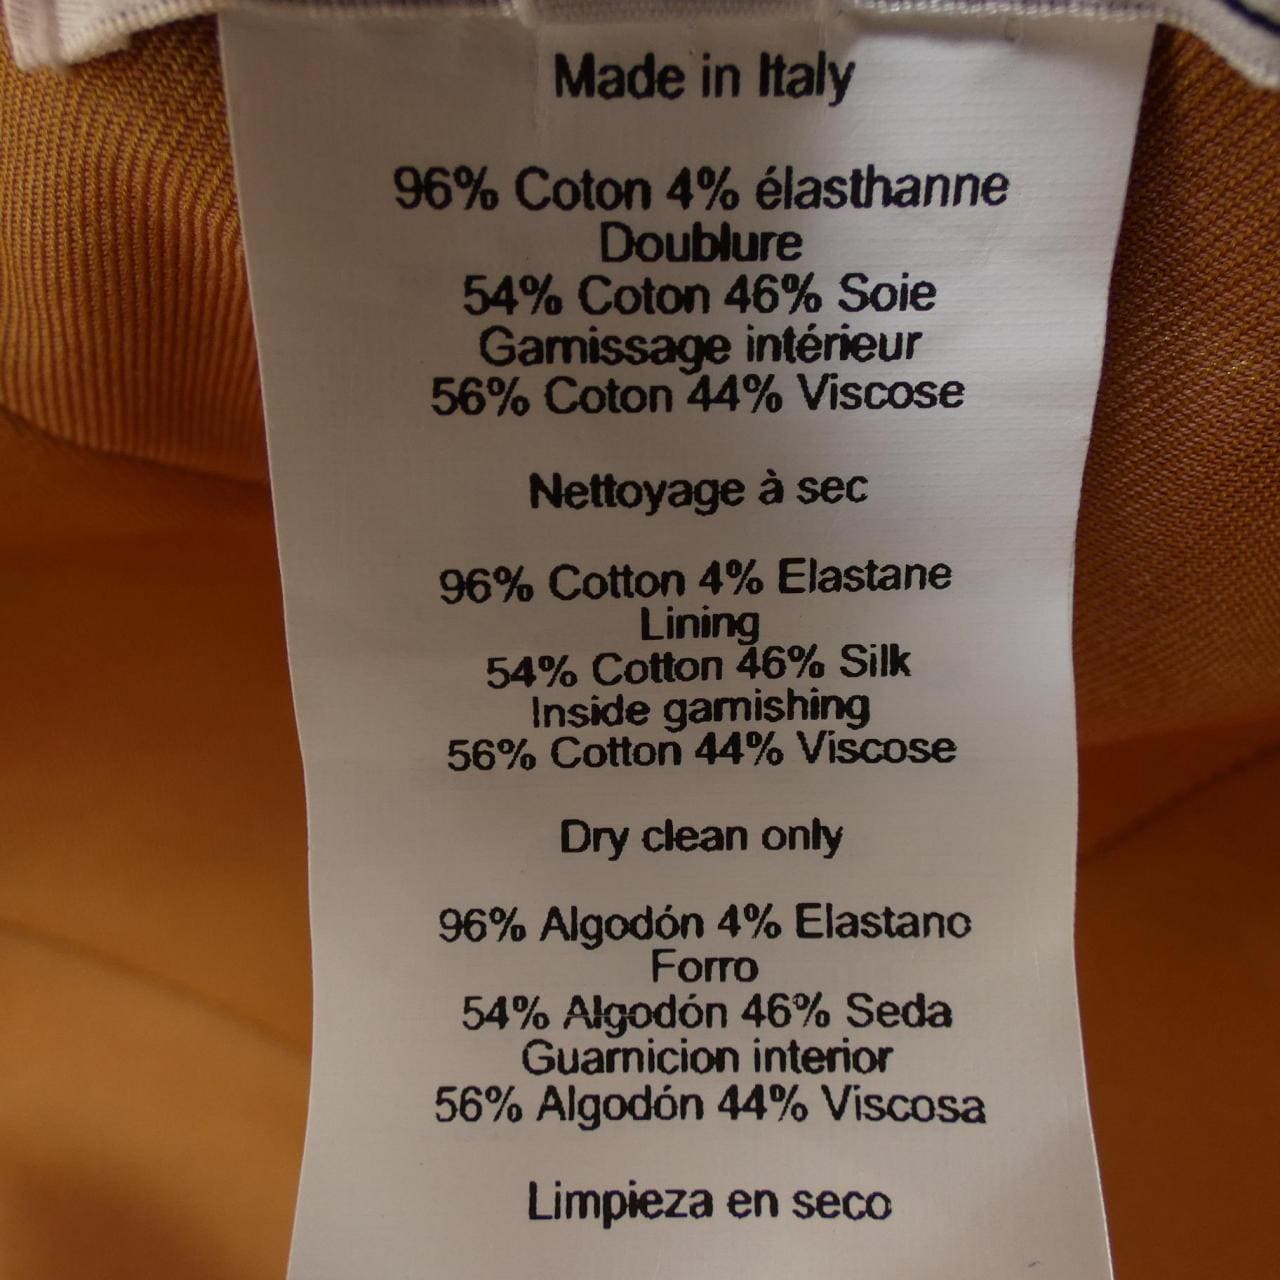 Made in Italy
96% Coton 4% élasthanne
Doublure
54% Coton 46% Soie
Garnissage intérieur
56% Coton 44% Viscose
Nettoyage à sec
96% Cotton 4% Elastane
Lining
54% Cotton 46% Silk
Inside garnishing
56% Cotton 44% Viscose
Dry clean only
96% Algodón 4% Elastano
Forro
54% Algodón 46% Seda
Guarnicion interior
56% Algodón 44% Viscosa
Limpieza en seco